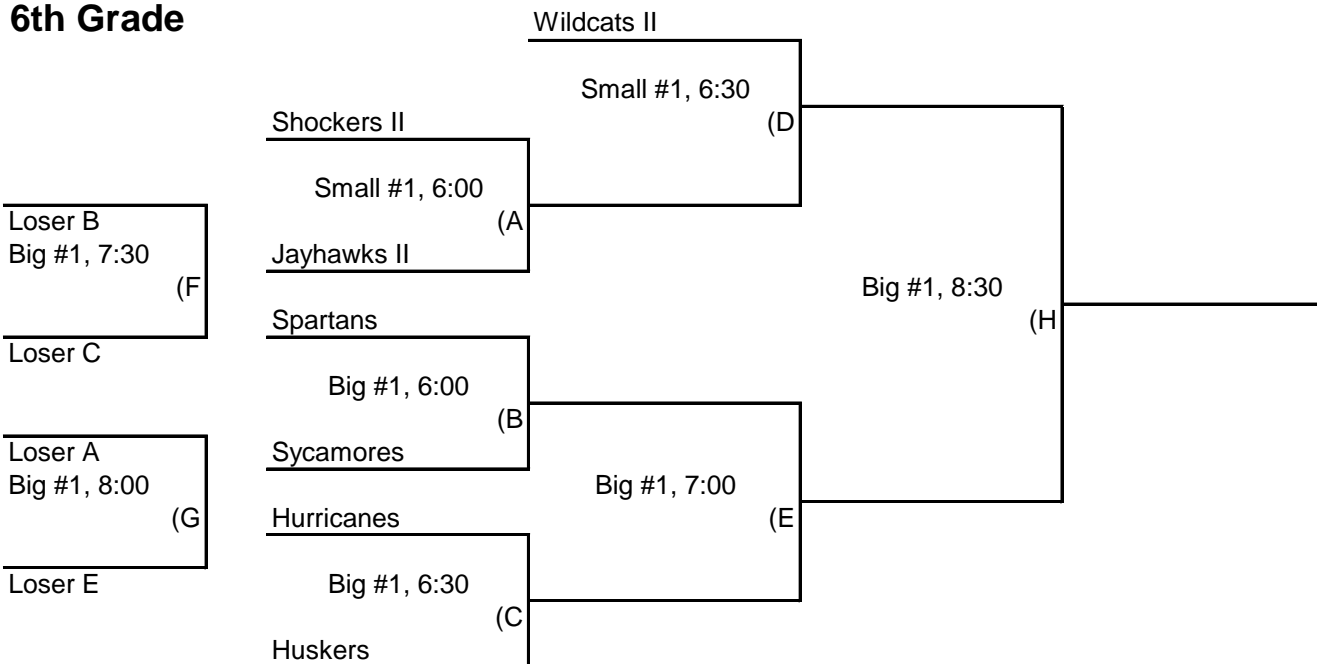 6th Grade
Wildcats II
Small #1, 6:30
(D
Shockers II
Small #1, 6:00
(A
Jayhawks II
Loser B
Big #1, 7:30
(F
Loser C
Big #1, 8:30
(H
Spartans
Big #1, 6:00
(B
Sycamores
Loser A
Big #1, 8:00
(G
Loser E
Big #1, 7:00
(E
Hurricanes
Big #1, 6:30
(C
Huskers